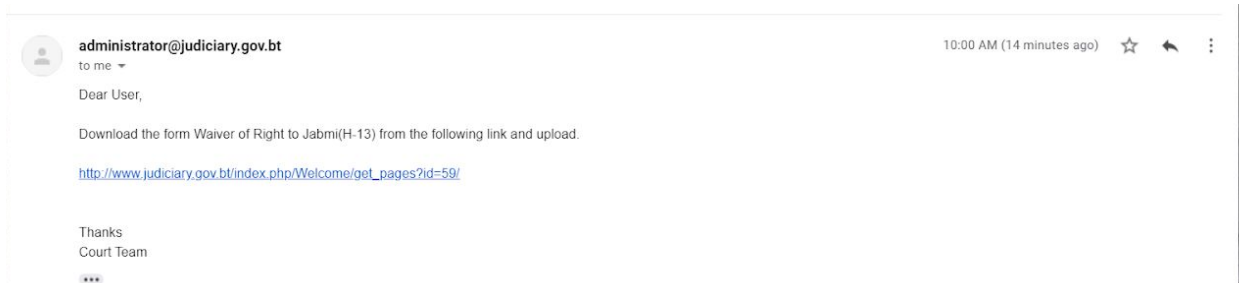 administrator@judiciary.gov.bt
10:00 AM (14 minutes ago)
to me
Dear User,
Download the form Waiver of Right to Jabmi(H-13) from the following link and upload.
http://www.judiciary.gov.bt/index.php/Welcome/get_pages?id=59/
Thanks
Court Team